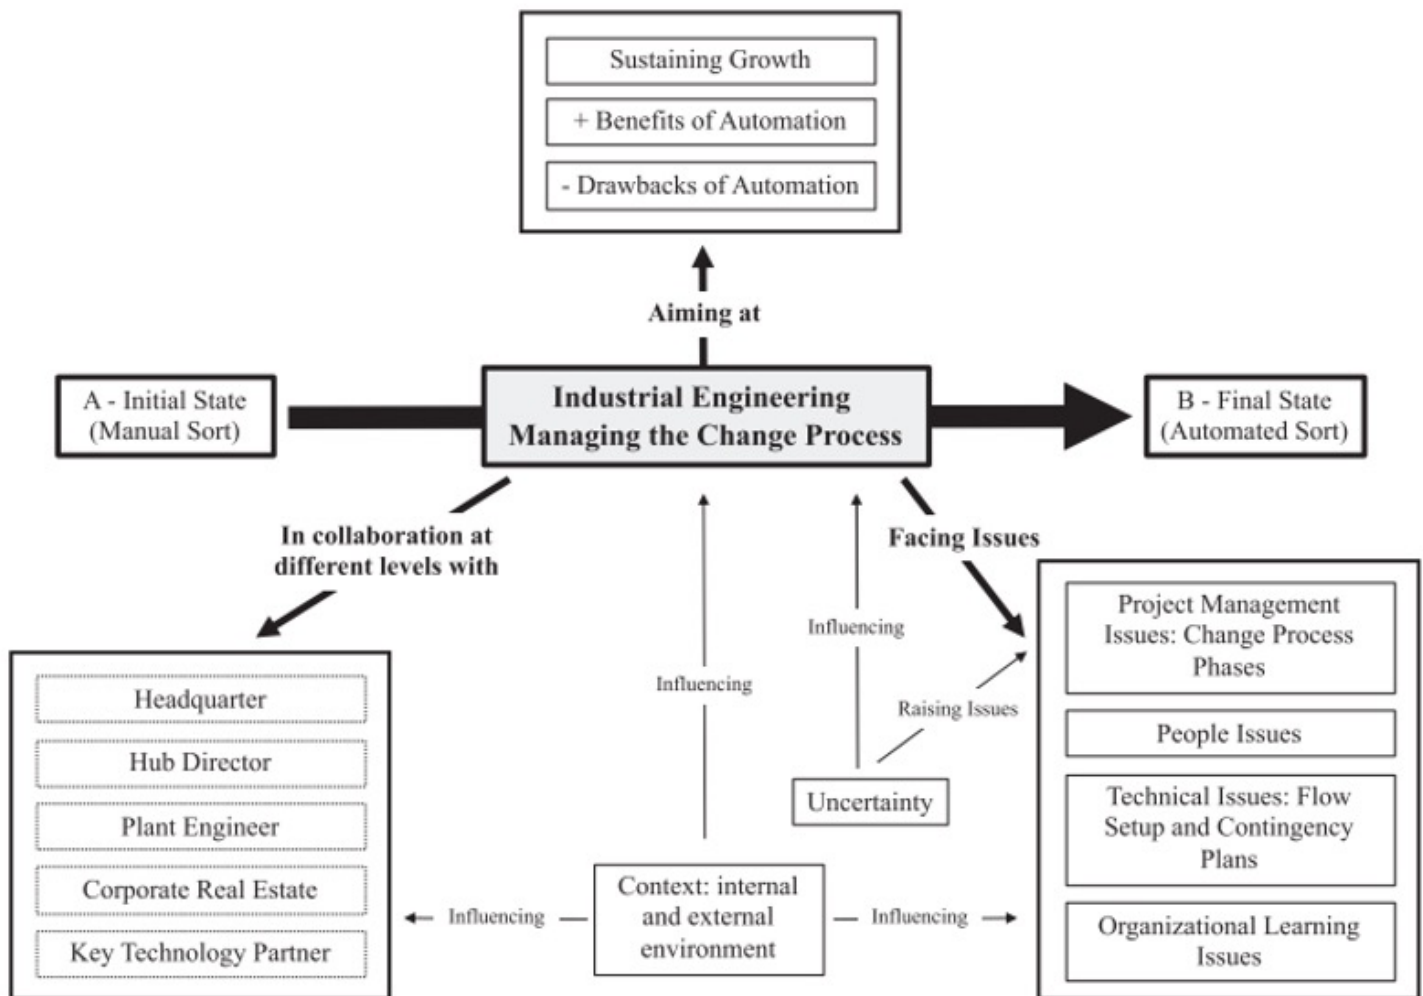 Sustaining Growth
+ Benefits of Automation
- Drawbacks of Automation
Aiming at
A - Initial State
(Manual Sort)
Industrial Engineering
Managing the Change Process
B - Final State
(Automated Sort)
In collaboration at
different levels with
Facing Issues
Headquarter
Hub Director
Plant Engineer
Corporate Real Estate
Key Technology Partner
Influencing
Influencing
Raising Issues
Uncertainty
Influencing
Context: internal
and external
environment
Influencing
Project Management
Issues: Change Process
Phases
People Issues
Technical Issues: Flow
Setup and Contingency
Plans
Organizational Learning
Issues